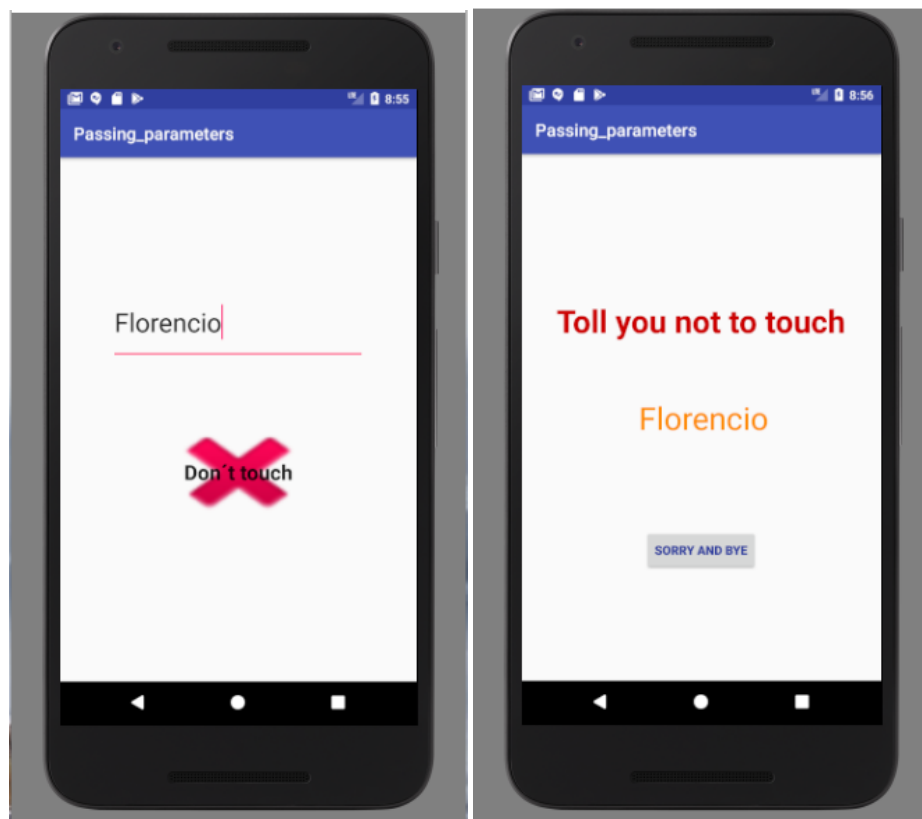 8:55
Passing_parameters
Florencio
Don´t touch
8:56
Passing_parameters
Toll you not to touch
Florencio
SORRY AND BYE